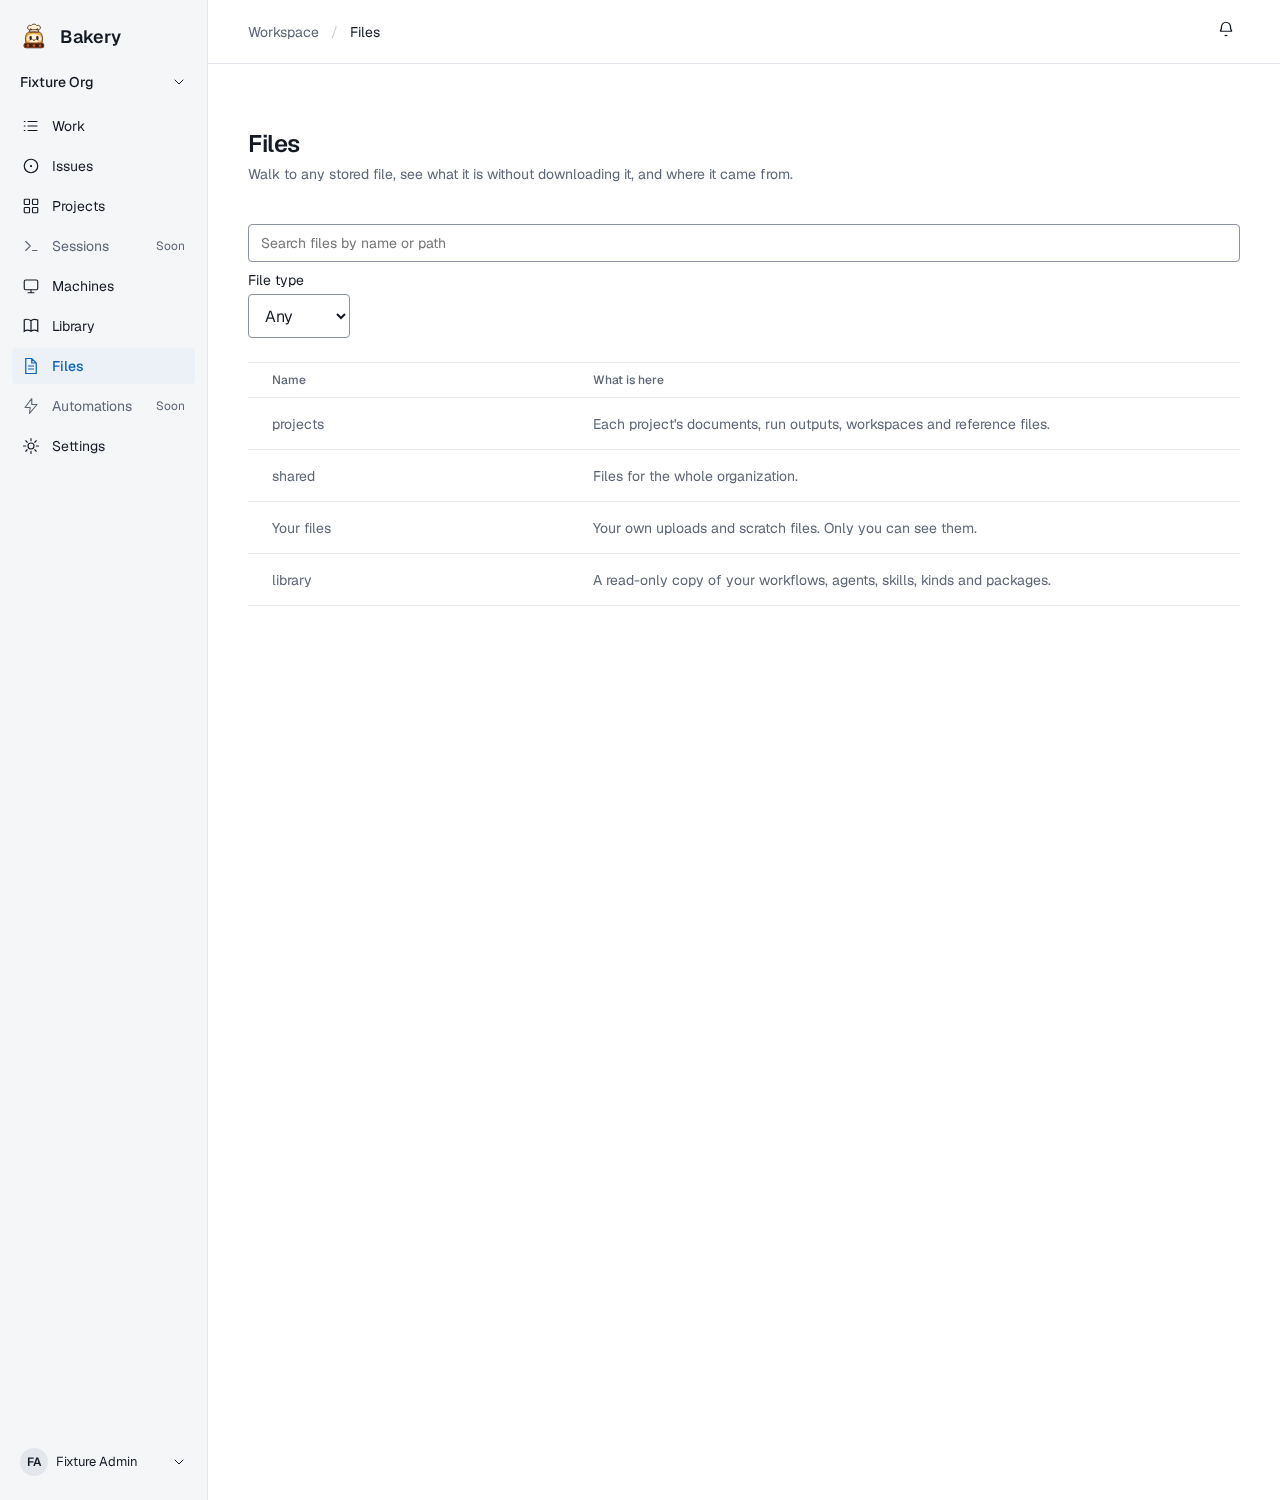 Bakery
Fixture Org
Work
Issues
Projects
Sessions Soon
Machines
Library
Files
Automations Soon
Settings
FA Fixture Admin
Workspace / Files
Files
Walk to any stored file, see what it is without downloading it, and where it came from.
Search files by name or path
File type
Any
Name What is here
projects Each project's documents, run outputs, workspaces and reference files.
shared Files for the whole organization.
Your files Your own uploads and scratch files. Only you can see them.
library A read-only copy of your workflows, agents, skills, kinds and packages.